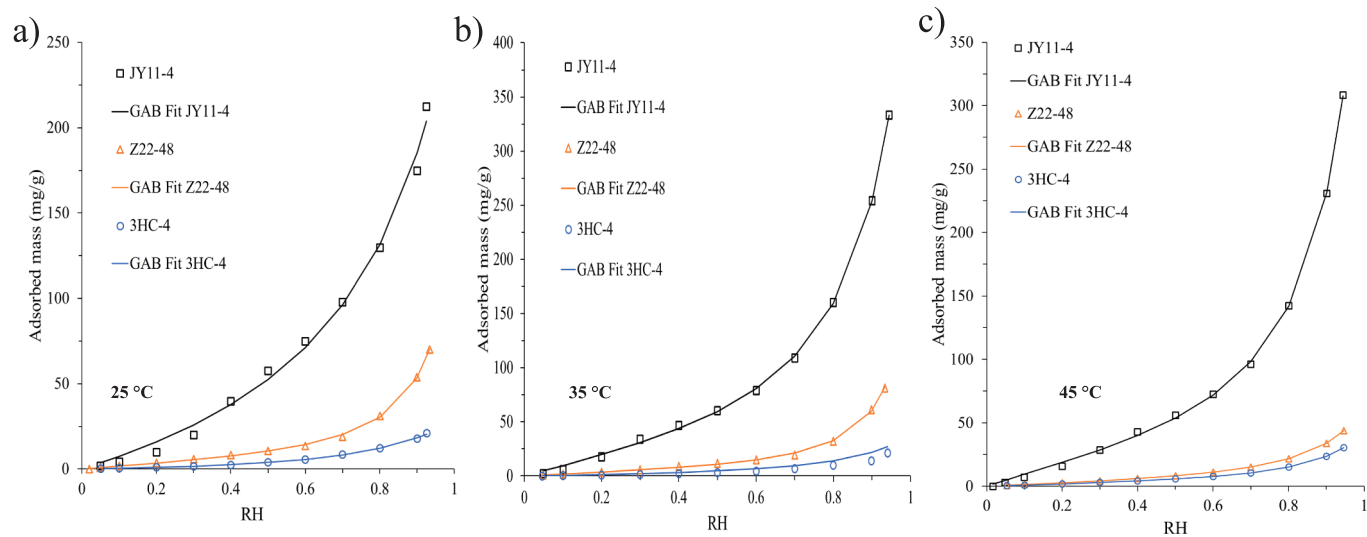 a)
250
200
150
100
50
0
Adsorbed mass (mg/g)
JY11-4
GAB Fit JY11-4
Z22-48
GAB Fit Z22-48
3HC-4
GAB Fit 3HC-4
25 °C
0
0.2
0.4
0.6
0.8
1
RH
b)
400
350
300
250
200
150
100
50
0
Adsorbed mass (mg/g)
JY11-4
GAB Fit JY11-4
Z22-48
GAB Fit Z22-48
3HC-4
GAB Fit 3HC-4
35 °C
0
0.2
0.4
0.6
0.8
1
RH
c)
350
300
250
200
150
100
50
0
Adsorbed mass (mg/g)
JY11-4
GAB Fit JY11-4
Z22-48
GAB Fit Z22-48
3HC-4
GAB Fit 3HC-4
45 °C
0.2
0.4
0.6
0.8
1
RH